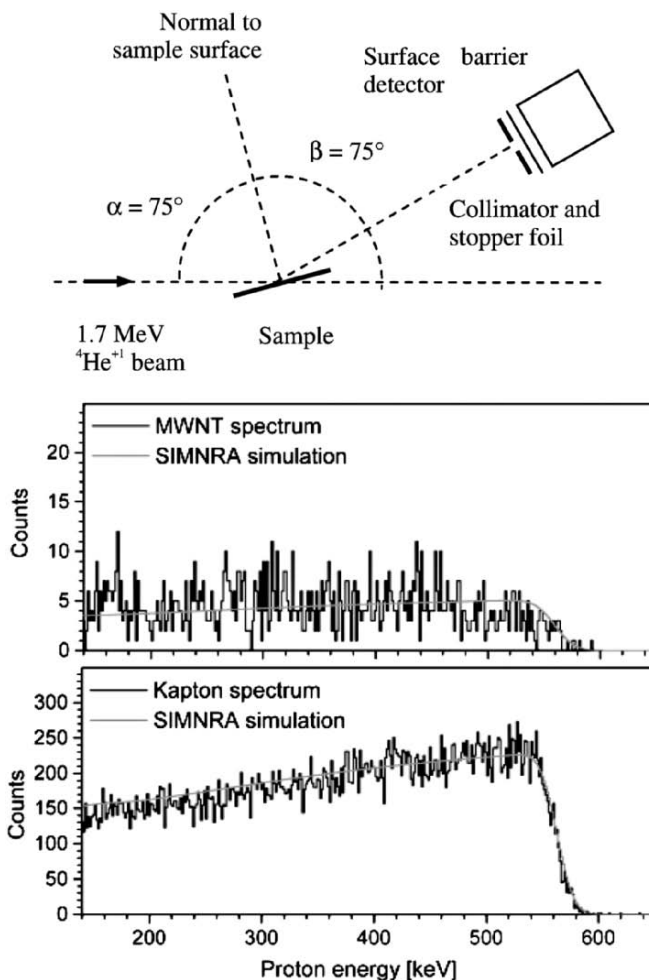 Normal to
sample surface
Surface barrier
detector
β = 75°
α = 75°
Collimator and
stopper foil
1.7 MeV
⁴He⁺¹ beam
Sample
MWNT spectrum
SIMNRA simulation
Counts
20
15
10
5
0
Kapton spectrum
SIMNRA simulation
Counts
300
250
200
150
100
50
0
200
300
400
500
600
Proton energy [keV]